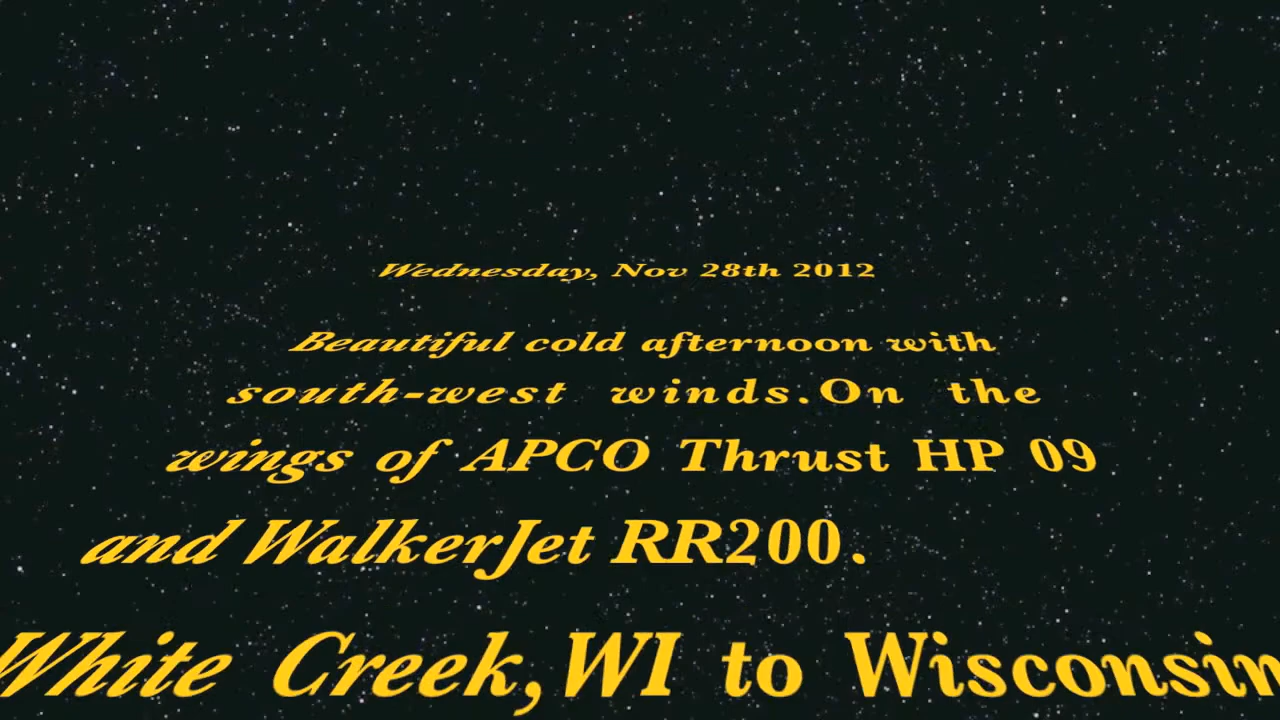 Wednesday, Nov 28th 2012
Beautiful cold afternoon with
south-west winds.On the
wings of APCO Thrust HP 09
and WalkerJet RR200.
White Creek,WI to Wisconsin